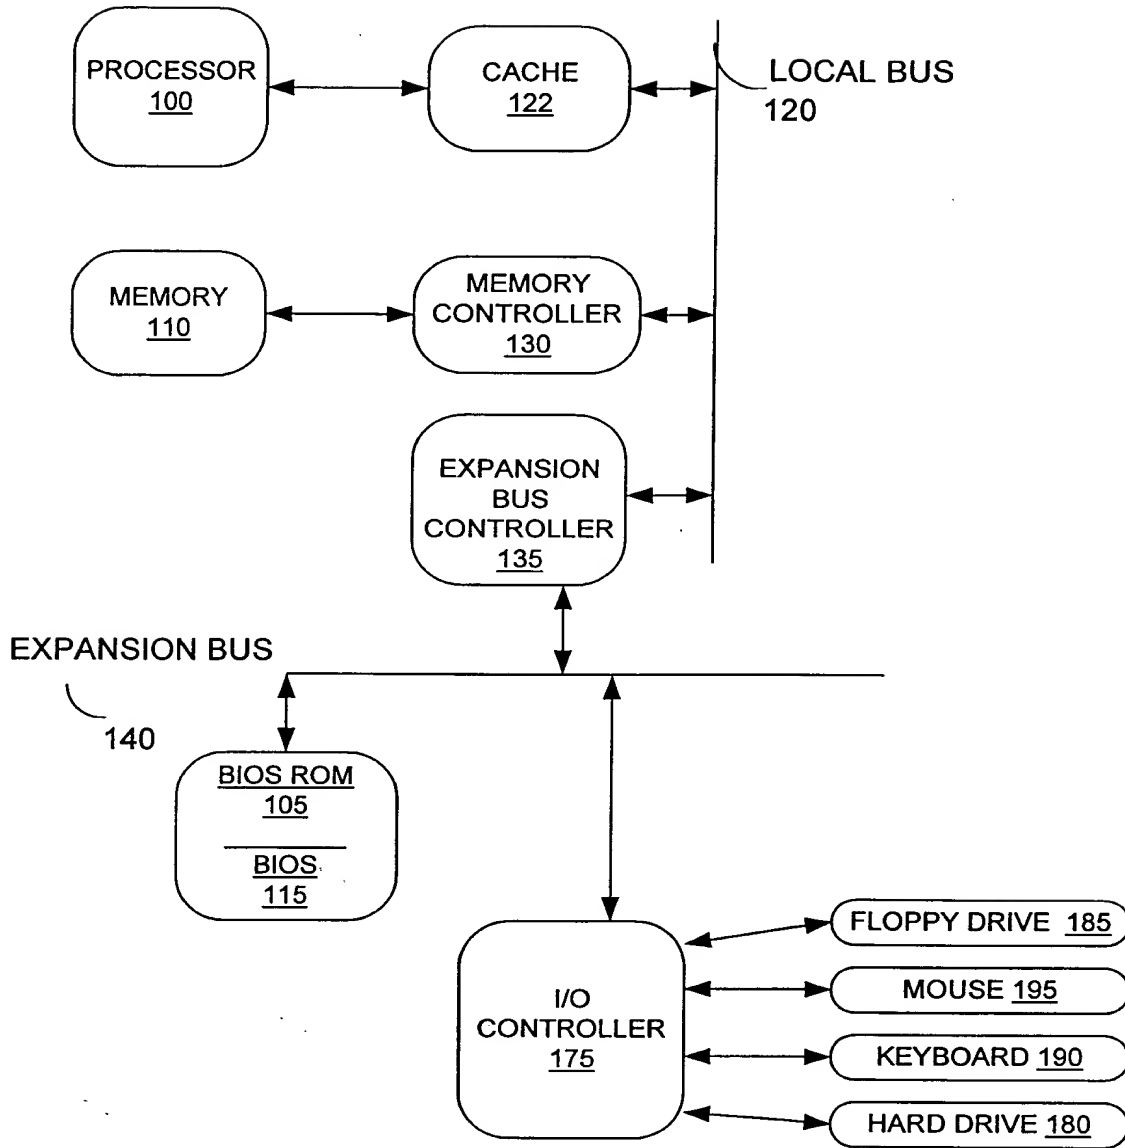 PROCESSOR
100
CACHE
122
LOCAL BUS
120
MEMORY
110
MEMORY
CONTROLLER
130
EXPANSION
BUS
CONTROLLER
135
EXPANSION BUS
140
BIOS ROM
105
BIOS
115
I/O
CONTROLLER
175
FLOPPY DRIVE 185
MOUSE 195
KEYBOARD 190
HARD DRIVE 180